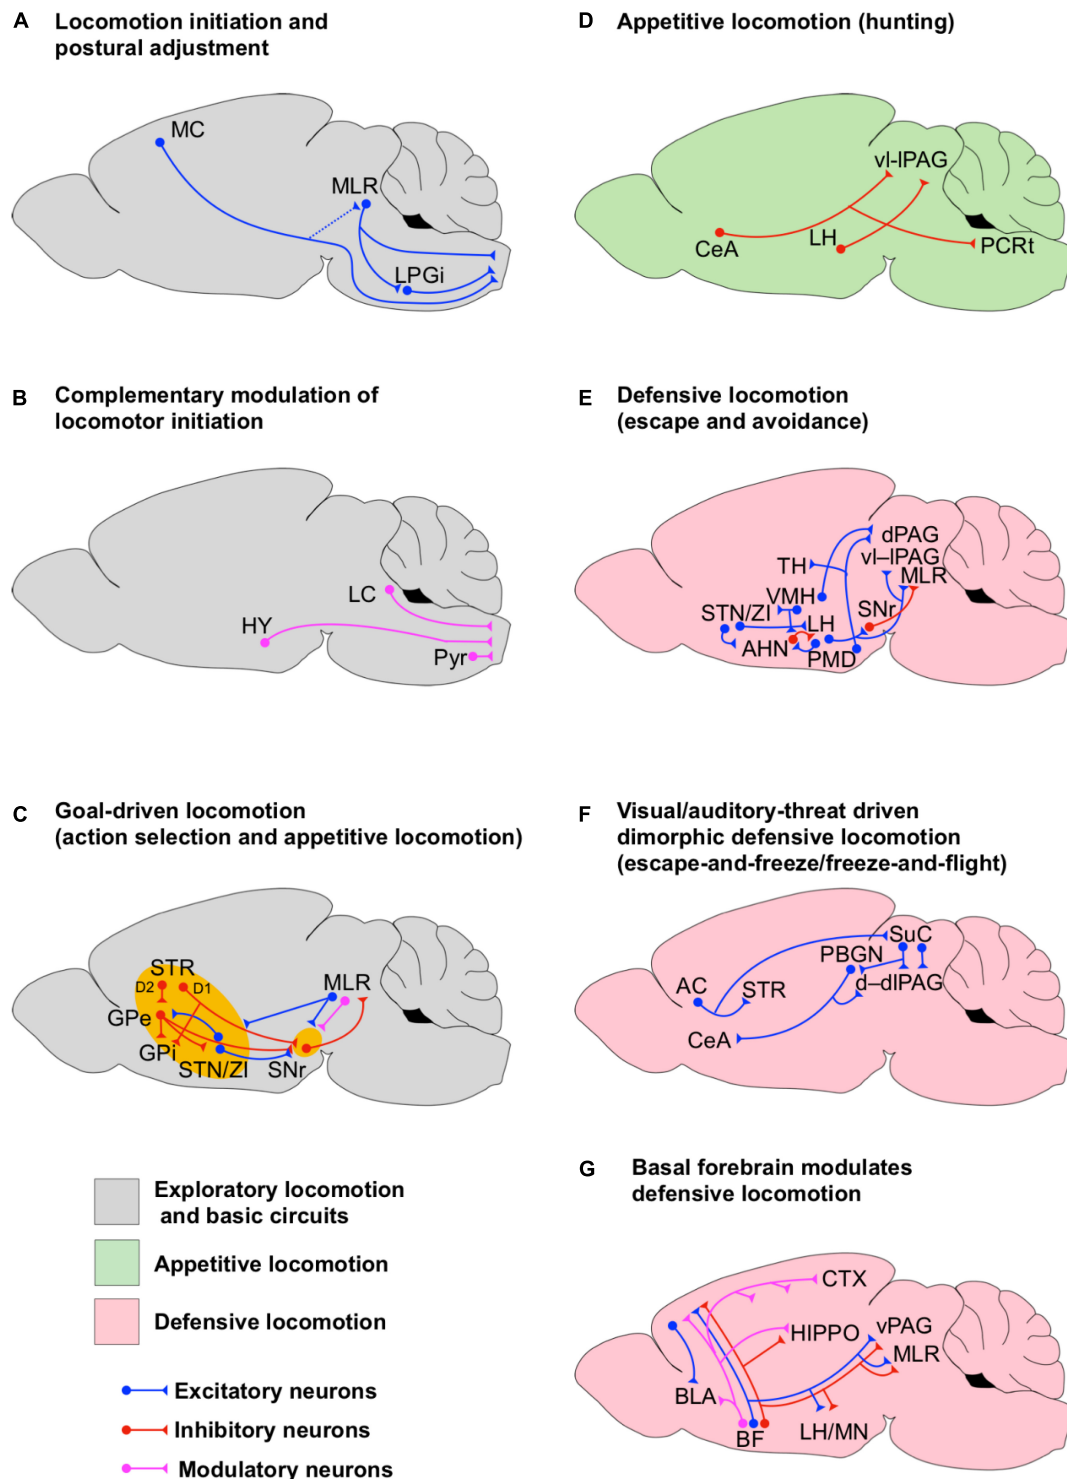 A Locomotion initiation and
postural adjustment
MC
MLR
LPGi
B Complementary modulation of
locomotor initiation
LC
HY
Pyr
C Goal-driven locomotion
(action selection and appetitive locomotion)
STR
D2 D1
MLR
GPe
GPi
STN/ZI SNr
Exploratory locomotion
and basic circuits
Appetitive locomotion
Defensive locomotion
Excitatory neurons
Inhibitory neurons
Modulatory neurons
D Appetitive locomotion (hunting)
vl-lPAG
CeA
LH
PCRt
E Defensive locomotion
(escape and avoidance)
dPAG
vl–lPAG
TH
MLR
VMH
STN/ZI
SNr
LH
AHN
PMD
F Visual/auditory-threat driven
dimorphic defensive locomotion
(escape-and-freeze/freeze-and-flight)
SuC
PBGN
d–dlPAG
AC
STR
CeA
G Basal forebrain modulates
defensive locomotion
CTX
HIPPO
vPAG
MLR
BLA
BF
LH/MN